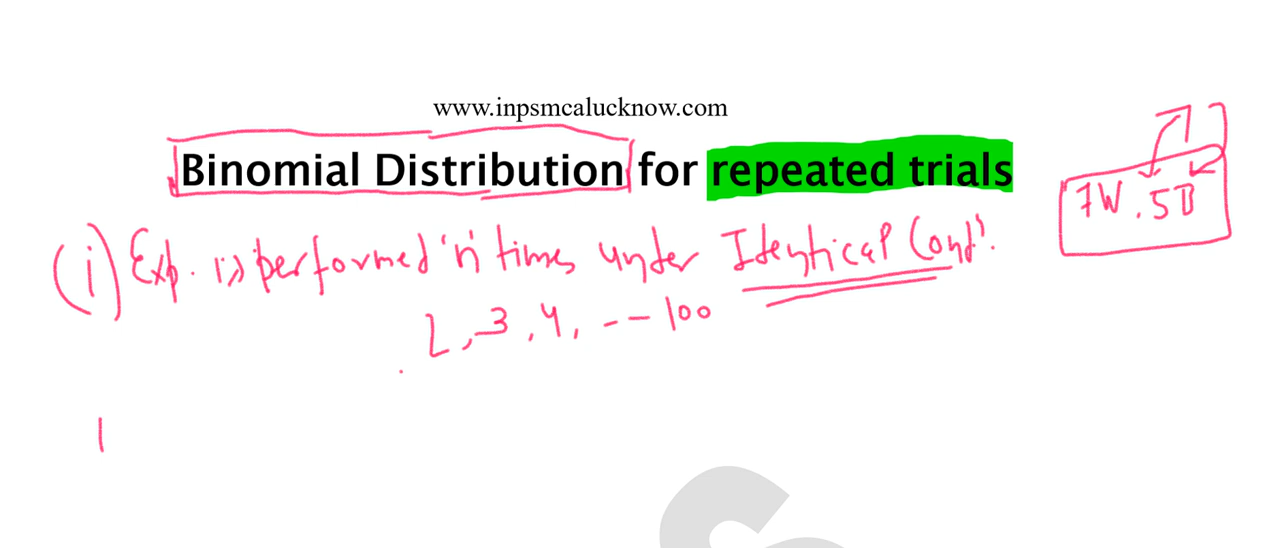 www.inpsmcalucknow.com
Binomial Distribution for repeated trials
7W . 5B
(i) Exp. is performed 'n' times under Identical Condⁿ.
2, 3, 4, -- 100